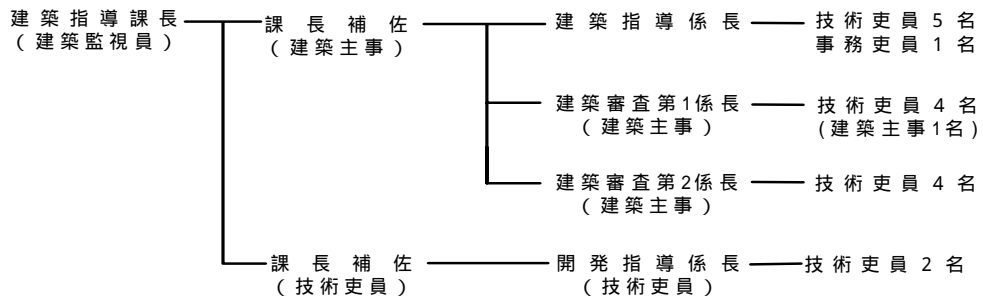 建築指導課長 課長補佐 建築指導係長 技術吏員5名
(建築監視員) (建築主事) 事務吏員1名
建築審査第1係長 技術吏員4名
(建築主事) (建築主事1名)
建築審査第2係長 技術吏員4名
(建築主事)
課長補佐 開発指導係長 技術吏員2名
(技術吏員) (技術吏員)